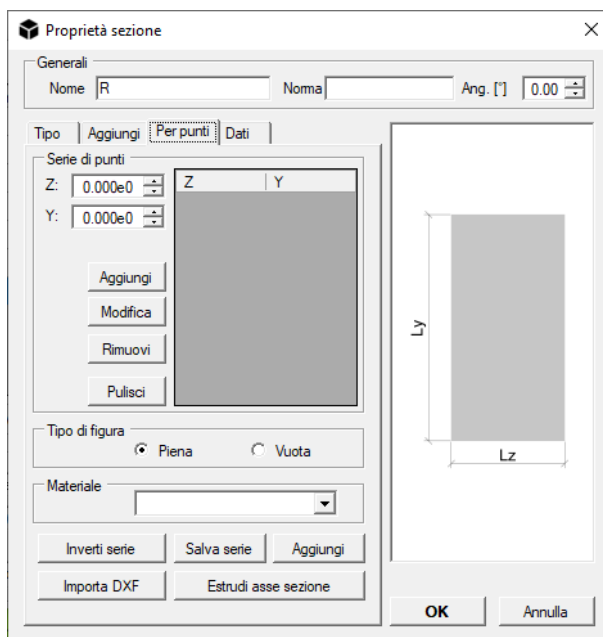 Proprietà sezione
Generali
Nome R Norma Ang. [°] 0.00
Tipo Aggiungi Per punti Dati
Serie di punti
Z: 0.000e0 Z Y
Y: 0.000e0
Aggiungi
Modifica
Rimuovi
Pulisci
Ly
Lz
Tipo di figura
Piena Vuota
Materiale
Inverti serie Salva serie Aggiungi
Importa DXF Estrudi asse sezione
OK Annulla